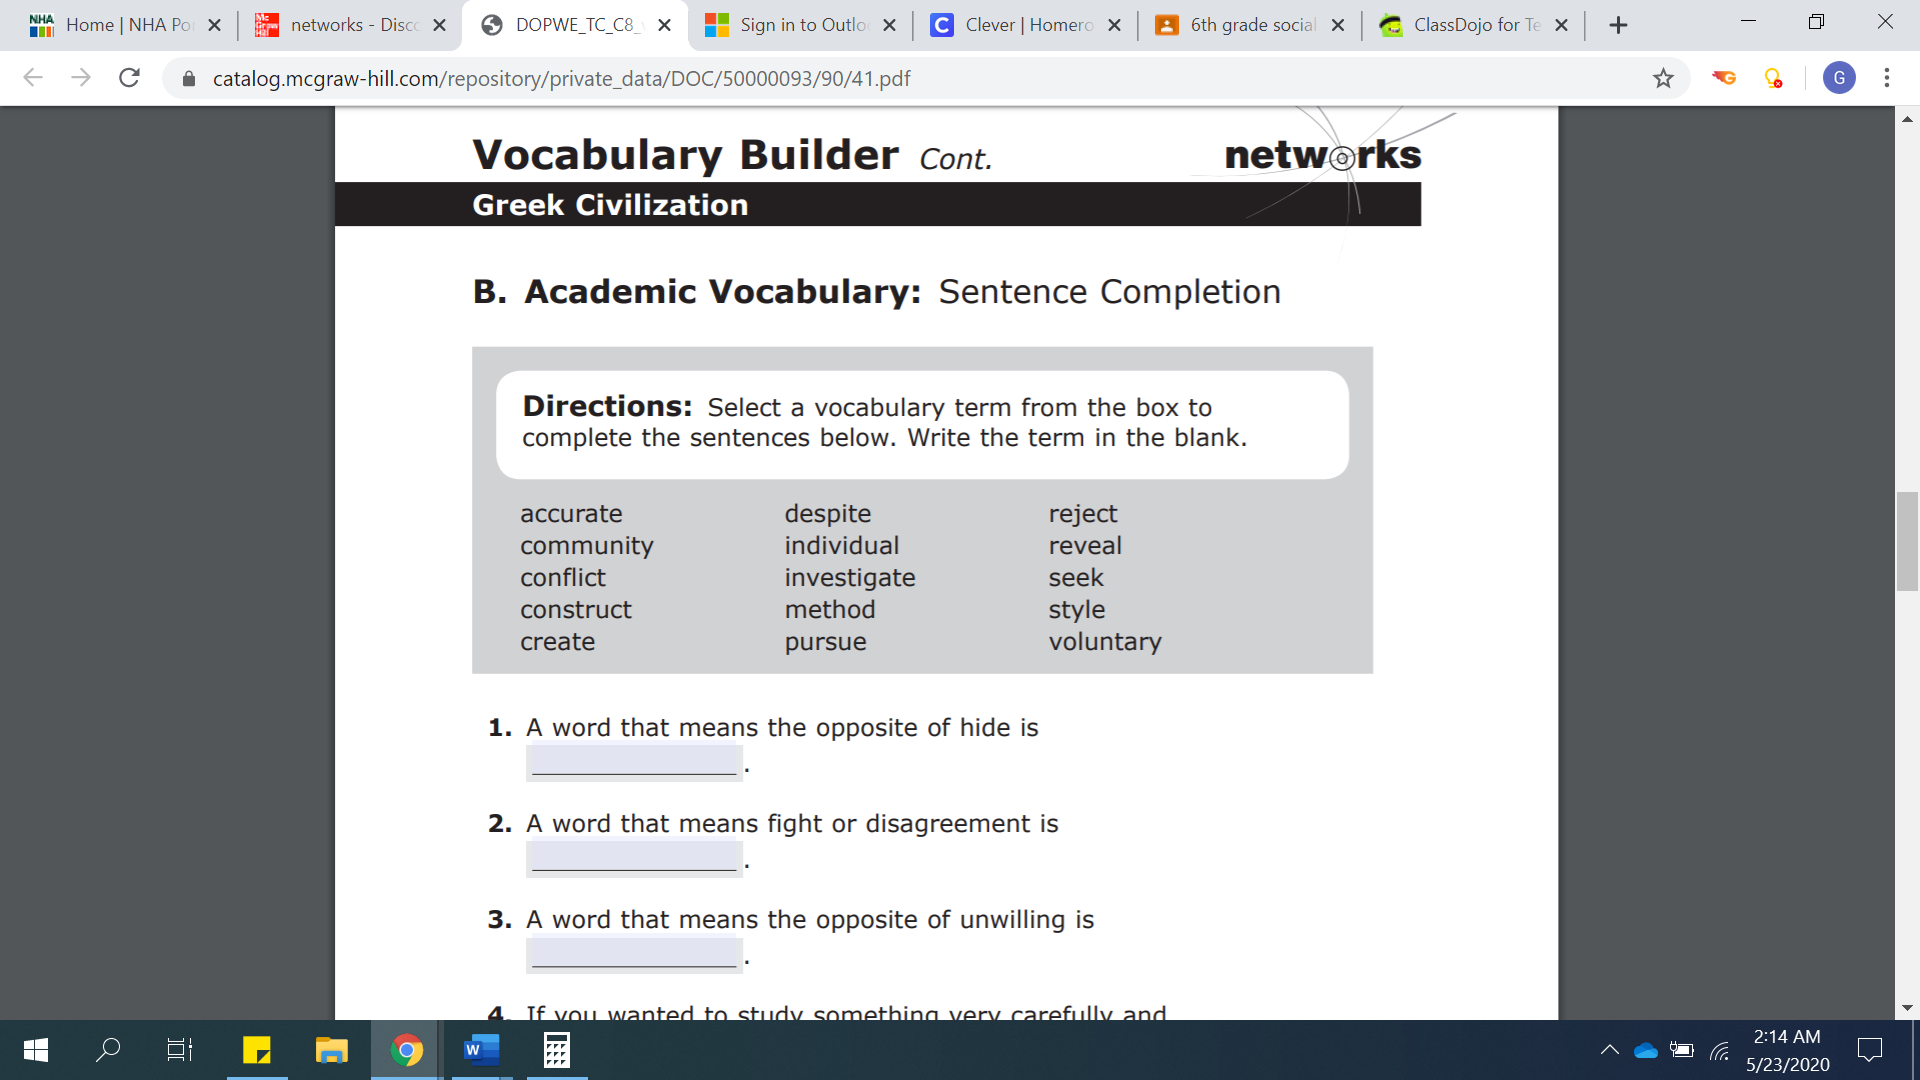 Home | NHA Po
networks - Disc
DOPWE_TC_C8_
Sign in to Outlo
Clever | Homero
6th grade social
ClassDojo for Te
catalog.mcgraw-hill.com/repository/private_data/DOC/50000093/90/41.pdf
G
Vocabulary Builder Cont.
networks
Greek Civilization
B. Academic Vocabulary: Sentence Completion
Directions: Select a vocabulary term from the box to
complete the sentences below. Write the term in the blank.
accurate despite reject
community individual reveal
conflict investigate seek
construct method style
create pursue voluntary
1. A word that means the opposite of hide is
.
2. A word that means fight or disagreement is
.
3. A word that means the opposite of unwilling is
.
4. If you wanted to study something very carefully and
2:14 AM
5/23/2020